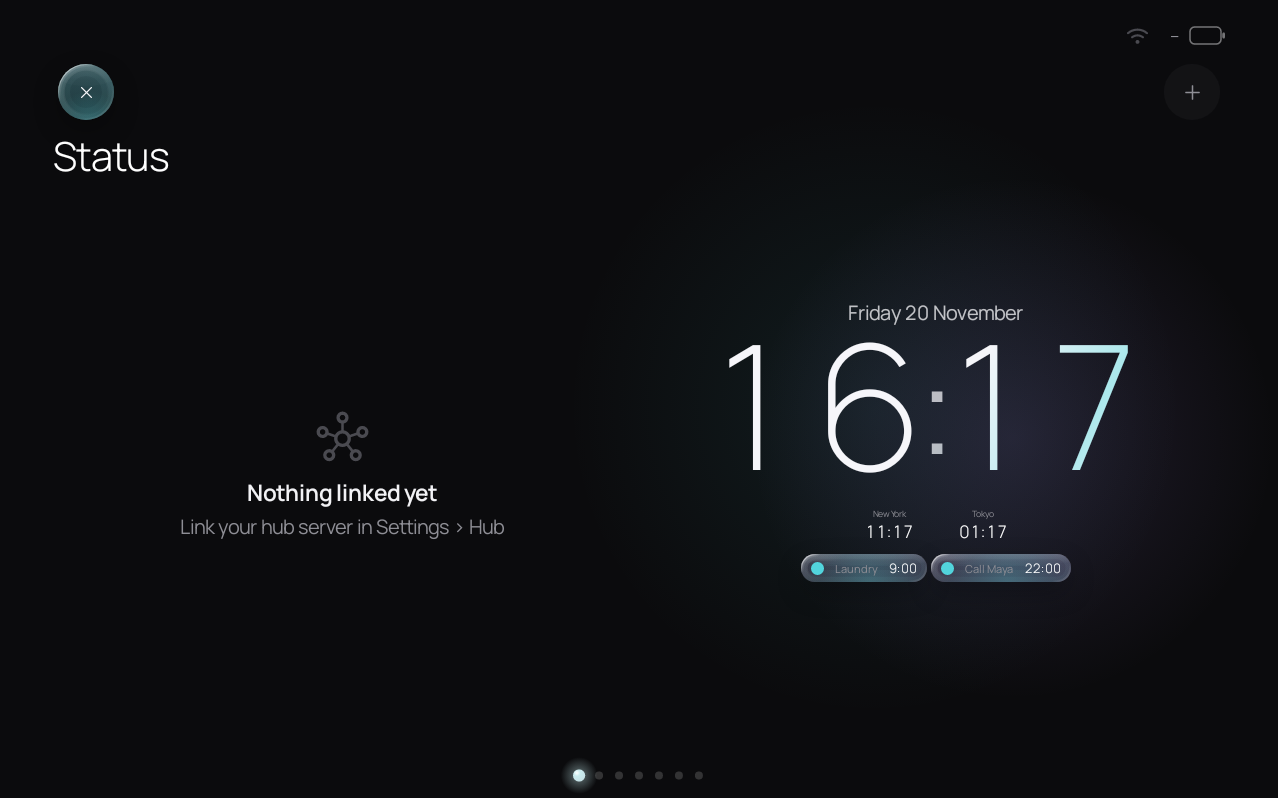 –
Status
Friday 20 November
16:17
Nothing linked yet
Link your hub server in Settings > Hub
New York
11:17
Tokyo
01:17
Laundry 9:00
Call Maya 22:00